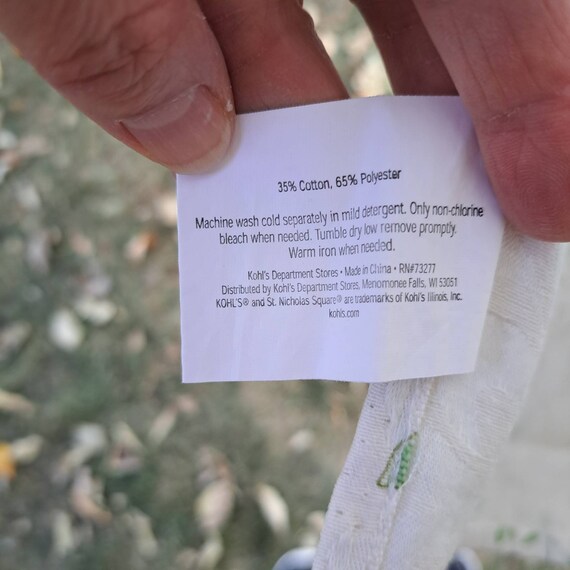 35% Cotton, 65% Polyester
Machine wash cold separately in mild detergent. Only non-chlorine
bleach when needed. Tumble dry low remove promptly.
Warm iron when needed.
Kohl's Department Stores • Made in China • RN#73277
Distributed by Kohl's Department Stores, Menomonee Falls, WI 53051
KOHL'S® and St. Nicholas Square® are trademarks of Kohl's Illinois, Inc.
kohls.com